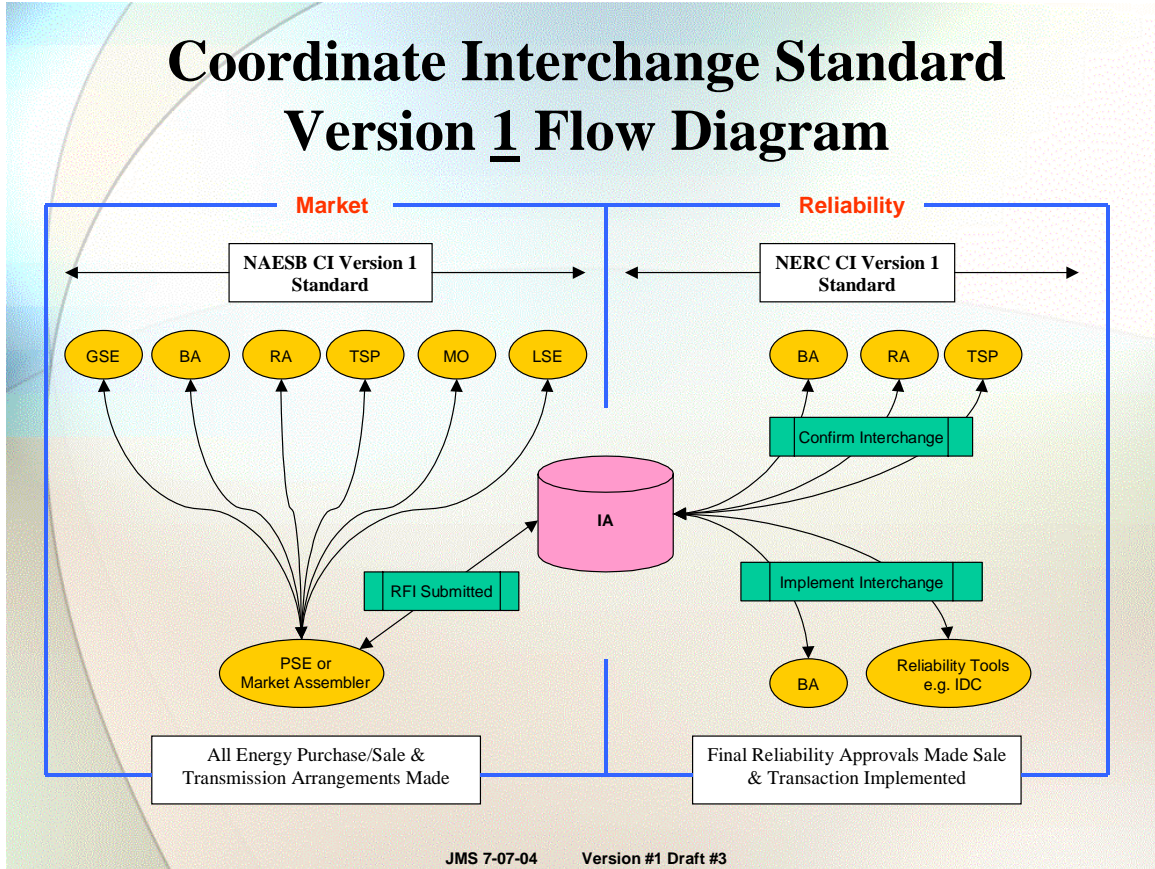 Coordinate Interchange Standard
Version 1 Flow Diagram
Market
Reliability
NAESB CI Version 1
Standard
NERC CI Version 1
Standard
GSE
BA
RA
TSP
MO
LSE
BA
RA
TSP
Confirm Interchange
IA
RFI Submitted
Implement Interchange
PSE or
Market Assembler
BA
Reliability Tools
e.g. IDC
All Energy Purchase/Sale &
Transmission Arrangements Made
Final Reliability Approvals Made Sale
& Transaction Implemented
JMS 7-07-04 Version #1 Draft #3